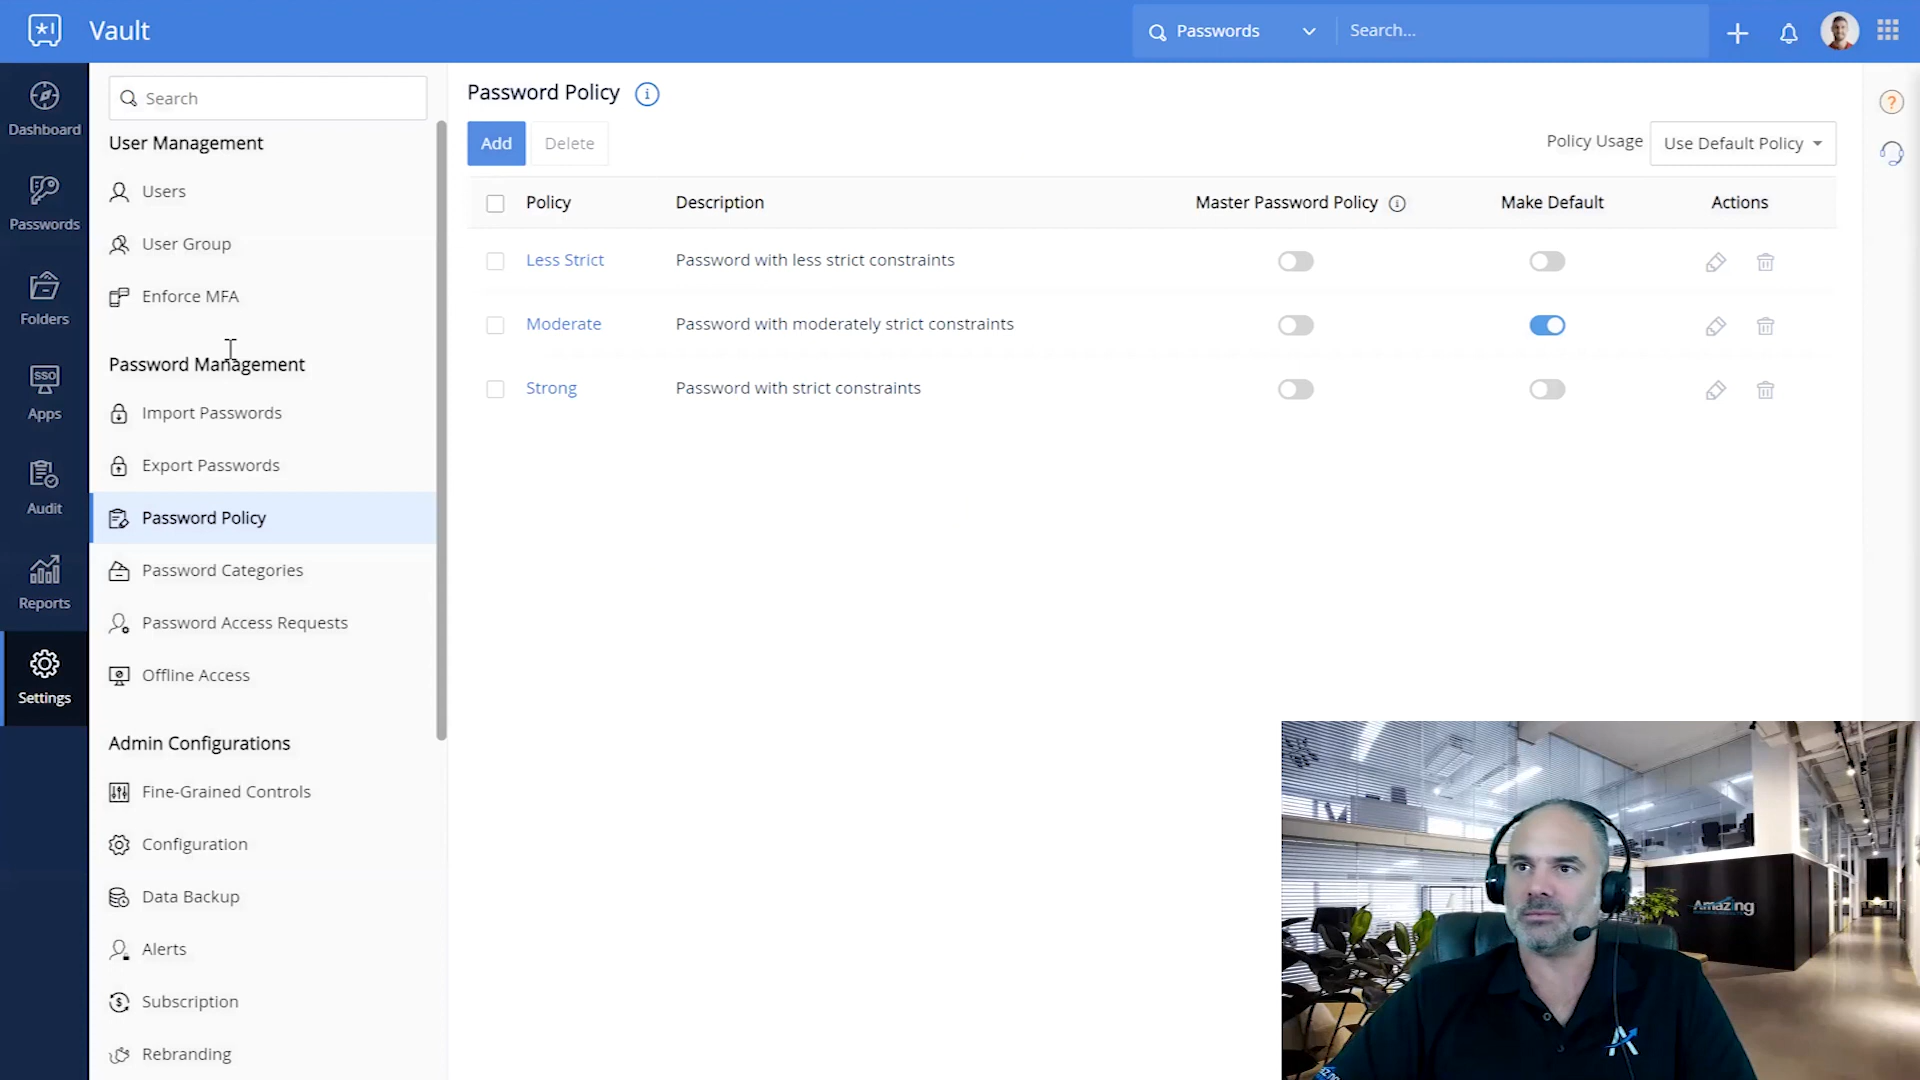 Vault
Passwords
Search...
Dashboard
Passwords
Folders
SSO
Apps
Audit
Reports
Settings
Search
User Management
Users
User Group
Enforce MFA
Password Management
Import Passwords
Export Passwords
Password Policy
Password Categories
Password Access Requests
Offline Access
Admin Configurations
Fine-Grained Controls
Configuration
Data Backup
Alerts
Subscription
Rebranding
Password Policy
Add
Delete
Policy Usage
Use Default Policy
Policy Description Master Password Policy Make Default Actions
Less Strict Password with less strict constraints
Moderate Password with moderately strict constraints
Strong Password with strict constraints
Amazing